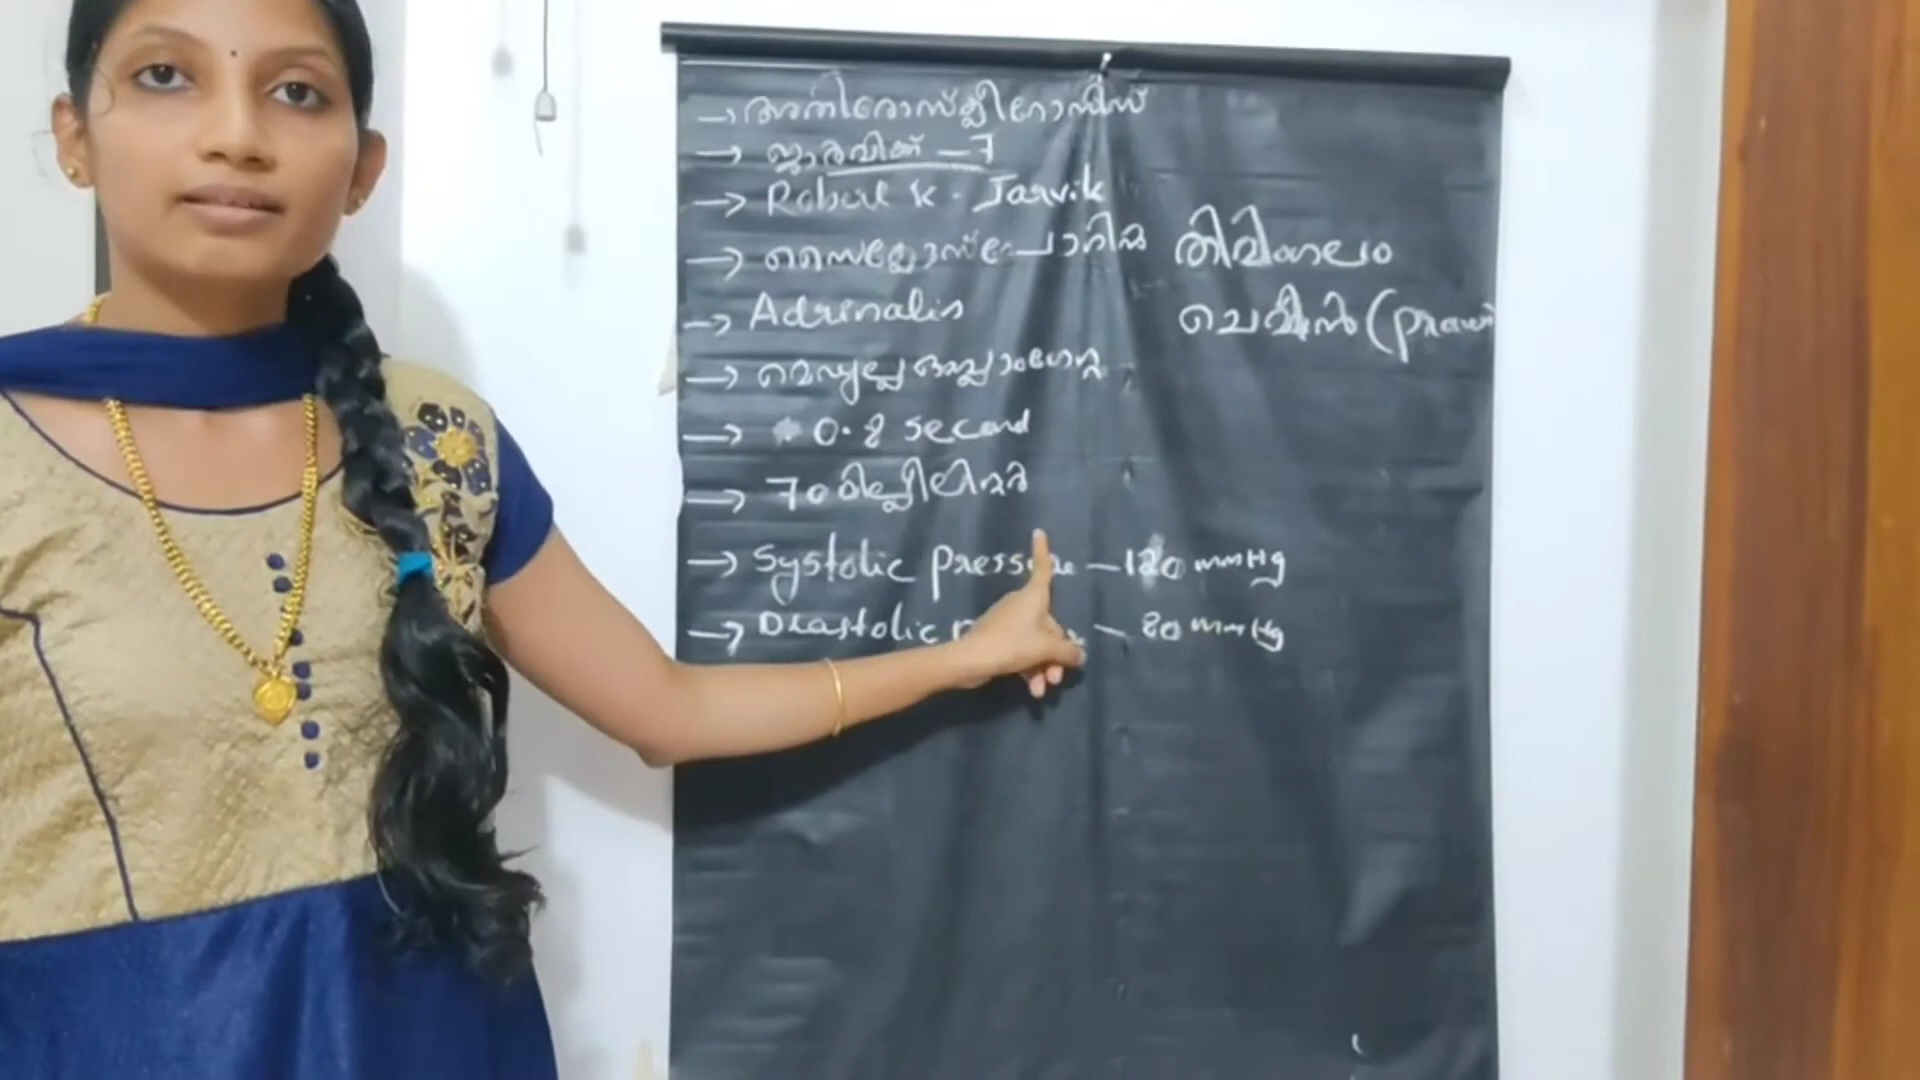 → അതിരോസ്ക്ലീറോസിസ്
→ ജാർവിക് – 7
→ Robert K. Jarvik
→ സൈക്ലോസ്പോറിൻ
→ Adrinalin
→ മെഡുല്ല ഒബ്ലാംഗേറ്റ
→ 0.8 second
→ 70 മില്ലിലിറ്റർ
→ Systolic pressure – 120 mmHg
→ Diastolic – 80 mmHg
തിമിംഗലം
ചെമ്മീൻ (prawn